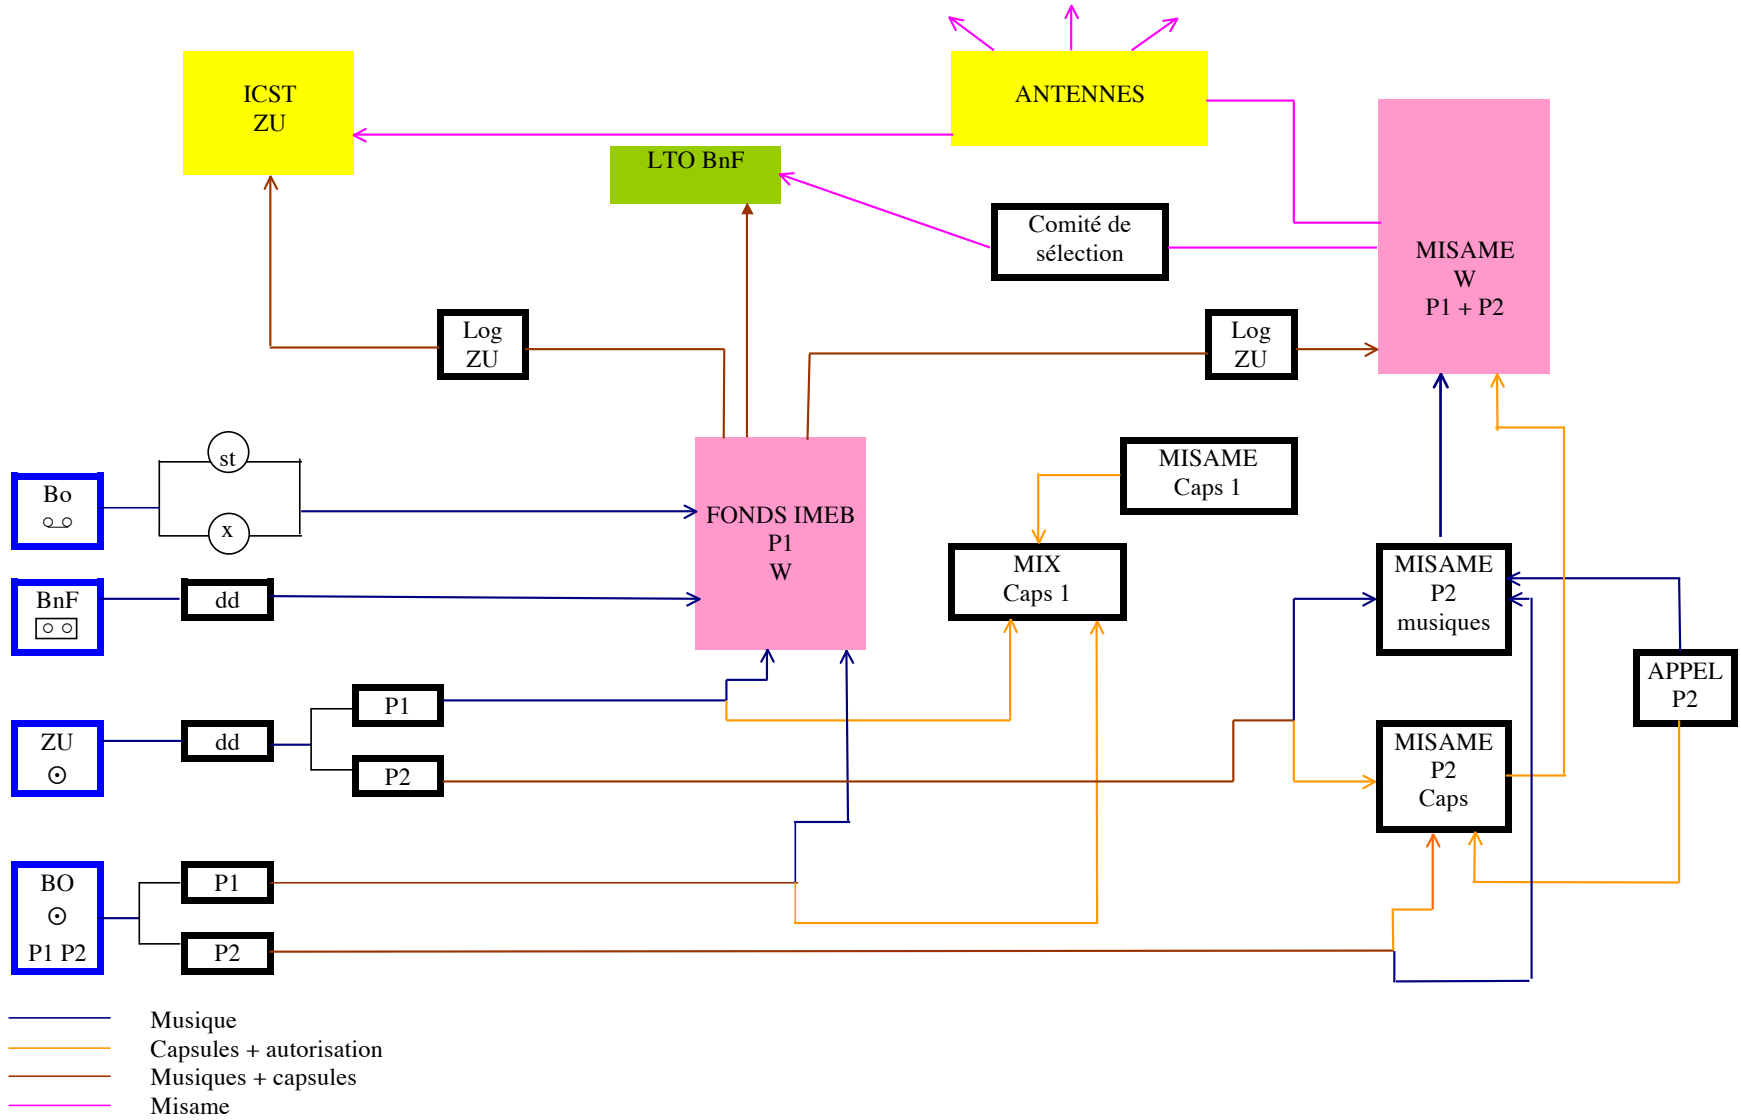 ICST
ZU
ANTENNES
LTO BnF
Comité de
sélection
MISAME
W
P1 + P2
Log
ZU
Log
ZU
st
Bo
x
FONDS IMEB
P1
W
MISAME
Caps 1
MIX
Caps 1
MISAME
P2
musiques
BnF
dd
APPEL
P2
P1
ZU
dd
P2
MISAME
P2
Caps
BO
P1 P2
P1
P2
Musique
Capsules + autorisation
Musiques + capsules
Misame